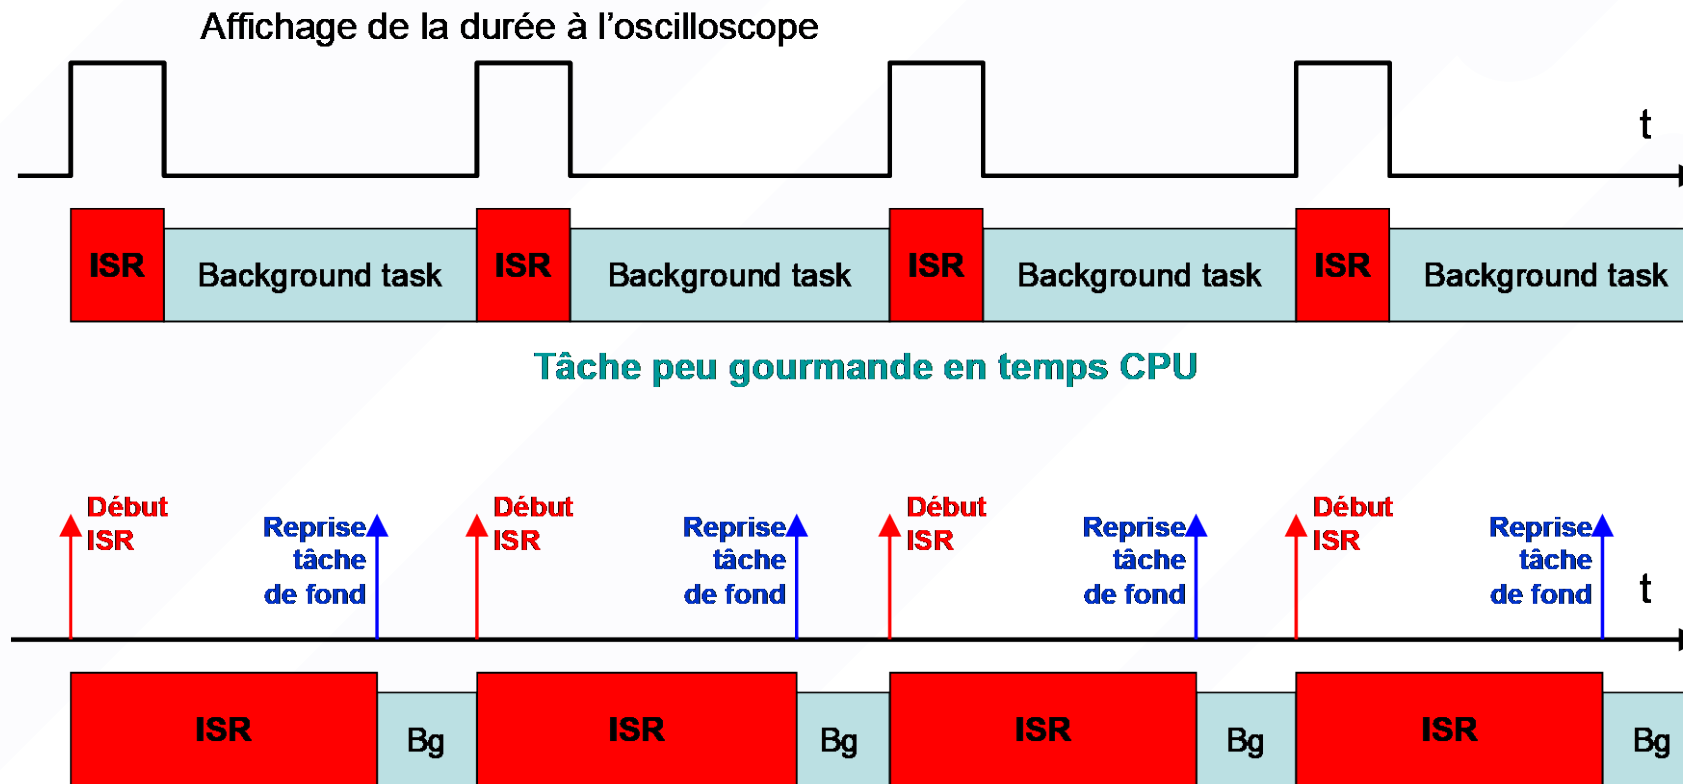 Affichage de la durée à l'oscilloscope
t
ISR Background task ISR Background task ISR Background task ISR Background task
Tâche peu gourmande en temps CPU
Début ISR
Reprise tâche de fond
Début ISR
Reprise tâche de fond
Début ISR
Reprise tâche de fond
Début ISR
Reprise tâche de fond
t
ISR Bg ISR Bg ISR Bg ISR Bg